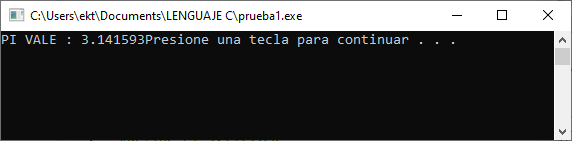 C:\Users\ekt\Documents\LENGUAJE C\prueba1.exe
PI VALE : 3.141593Presione una tecla para continuar . . .